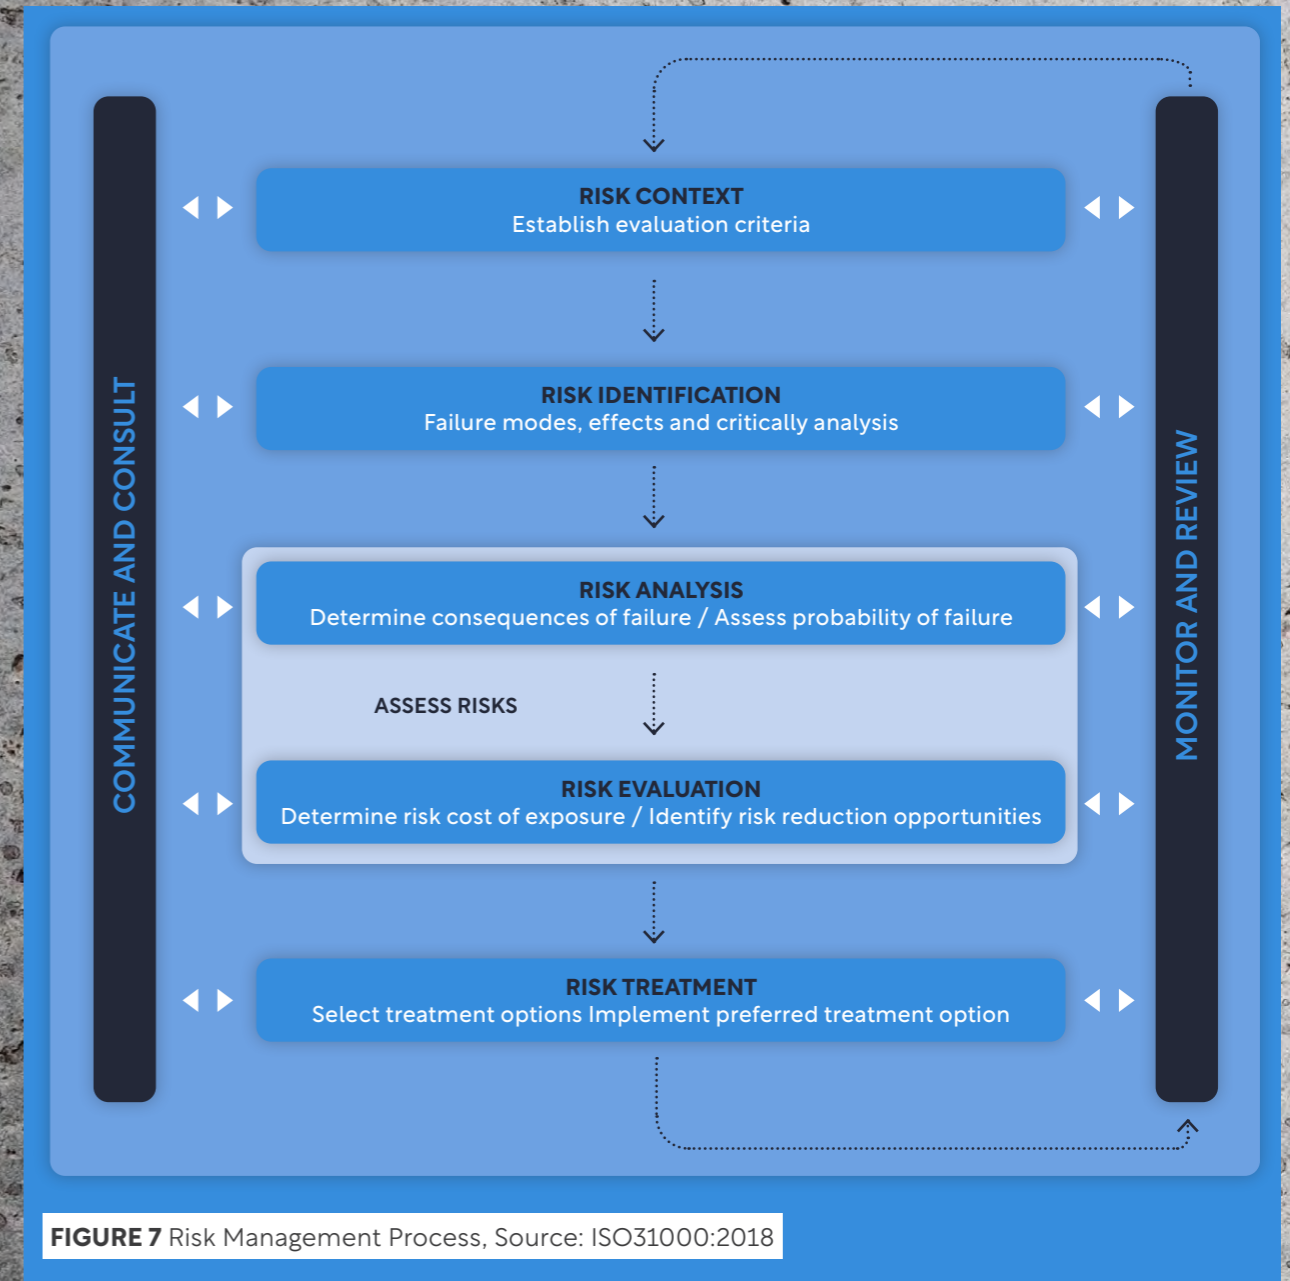 COMMUNICATE AND CONSULT
RISK CONTEXT
Establish evaluation criteria
RISK IDENTIFICATION
Failure modes, effects and critically analysis
RISK ANALYSIS
Determine consequences of failure / Assess probability of failure
ASSESS RISKS
RISK EVALUATION
Determine risk cost of exposure / Identify risk reduction opportunities
RISK TREATMENT
Select treatment options Implement preferred treatment option
MONITOR AND REVIEW
FIGURE 7 Risk Management Process, Source: ISO31000:2018